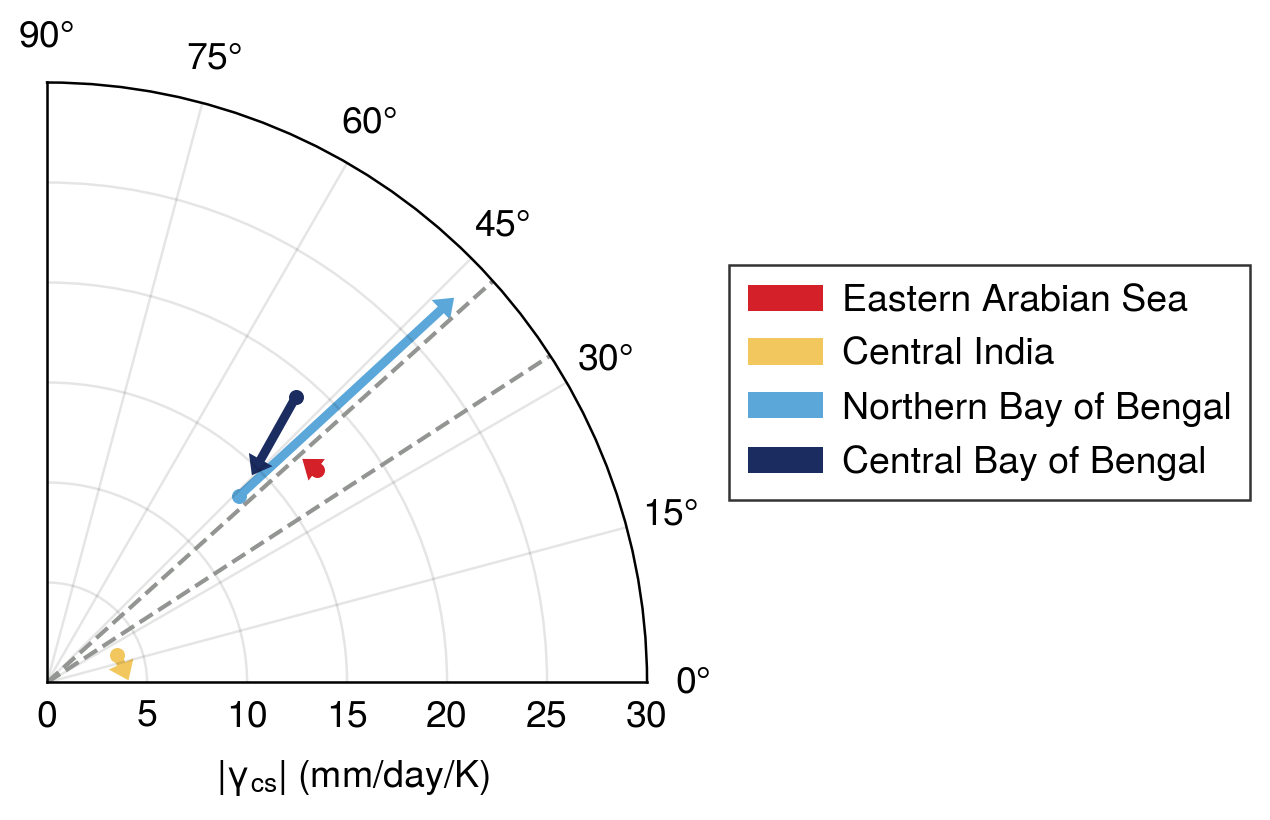 90°
75°
60°
45°
30°
15°
0°
0 5 10 15 20 25 30
|γcs| (mm/day/K)
Eastern Arabian Sea
Central India
Northern Bay of Bengal
Central Bay of Bengal